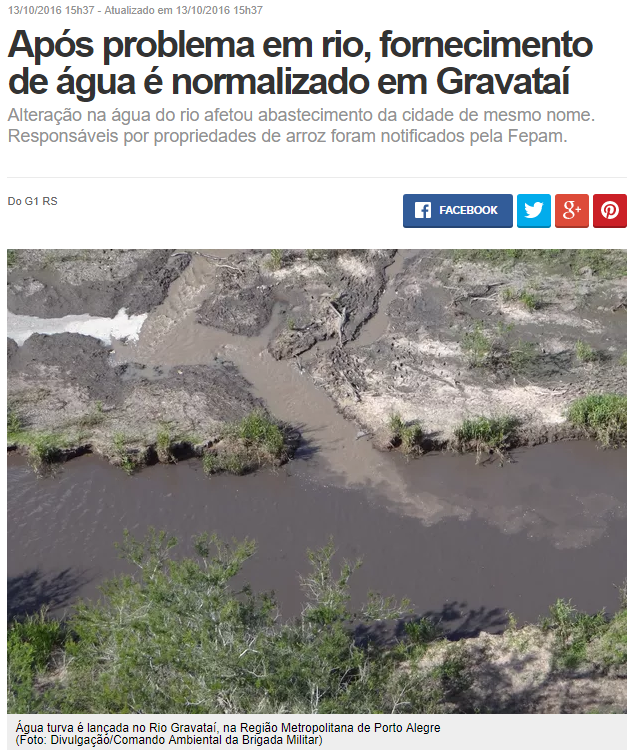 13/10/2016 15h37 - Atualizado em 13/10/2016 15h37
Após problema em rio, fornecimento
de água é normalizado em Gravataí
Alteração na água do rio afetou abastecimento da cidade de mesmo nome.
Responsáveis por propriedades de arroz foram notificados pela Fepam.
Do G1 RS
FACEBOOK
Água turva é lançada no Rio Gravataí, na Região Metropolitana de Porto Alegre
(Foto: Divulgação/Comando Ambiental da Brigada Militar)